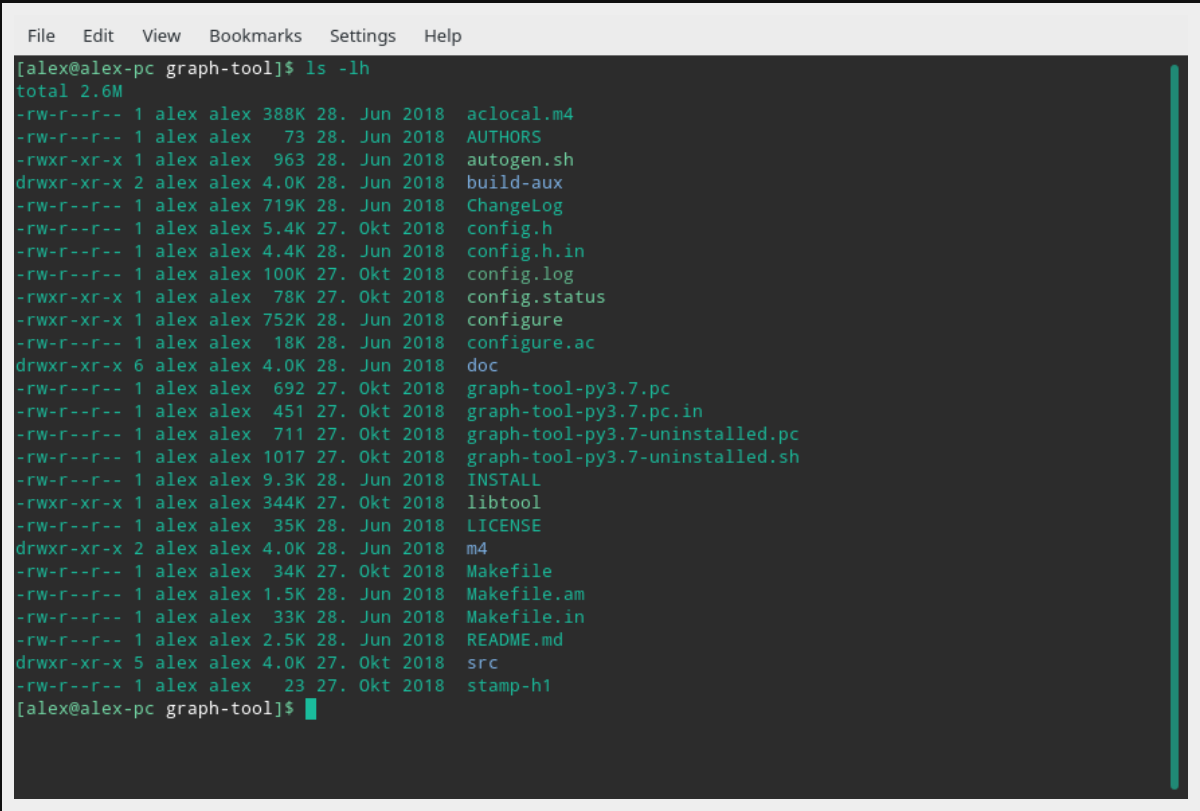 File Edit View Bookmarks Settings Help
[alex@alex-pc graph-tool]$ ls -lh
total 2.6M
-rw-r--r-- 1 alex alex 388K 28. Jun 2018  aclocal.m4
-rw-r--r-- 1 alex alex   73 28. Jun 2018  AUTHORS
-rwxr-xr-x 1 alex alex  963 28. Jun 2018  autogen.sh
drwxr-xr-x 2 alex alex 4.0K 28. Jun 2018  build-aux
-rw-r--r-- 1 alex alex 719K 28. Jun 2018  ChangeLog
-rw-r--r-- 1 alex alex 5.4K 27. Okt 2018  config.h
-rw-r--r-- 1 alex alex 4.4K 28. Jun 2018  config.h.in
-rw-r--r-- 1 alex alex 100K 27. Okt 2018  config.log
-rwxr-xr-x 1 alex alex  78K 27. Okt 2018  config.status
-rwxr-xr-x 1 alex alex 752K 28. Jun 2018  configure
-rw-r--r-- 1 alex alex  18K 28. Jun 2018  configure.ac
drwxr-xr-x 6 alex alex 4.0K 28. Jun 2018  doc
-rw-r--r-- 1 alex alex  692 27. Okt 2018  graph-tool-py3.7.pc
-rw-r--r-- 1 alex alex  451 27. Okt 2018  graph-tool-py3.7.pc.in
-rw-r--r-- 1 alex alex  711 27. Okt 2018  graph-tool-py3.7-uninstalled.pc
-rw-r--r-- 1 alex alex 1017 27. Okt 2018  graph-tool-py3.7-uninstalled.sh
-rw-r--r-- 1 alex alex 9.3K 28. Jun 2018  INSTALL
-rwxr-xr-x 1 alex alex 344K 27. Okt 2018  libtool
-rw-r--r-- 1 alex alex  35K 28. Jun 2018  LICENSE
drwxr-xr-x 2 alex alex 4.0K 28. Jun 2018  m4
-rw-r--r-- 1 alex alex  34K 27. Okt 2018  Makefile
-rw-r--r-- 1 alex alex 1.5K 28. Jun 2018  Makefile.am
-rw-r--r-- 1 alex alex  33K 28. Jun 2018  Makefile.in
-rw-r--r-- 1 alex alex 2.5K 28. Jun 2018  README.md
drwxr-xr-x 5 alex alex 4.0K 27. Okt 2018  src
-rw-r--r-- 1 alex alex   23 27. Okt 2018  stamp-h1
[alex@alex-pc graph-tool]$